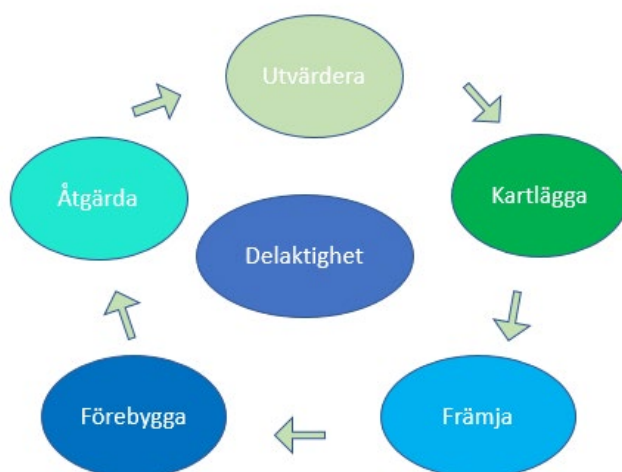 Utvärdera
Kartlägga
Främja
Förebygga
Åtgärda
Delaktighet